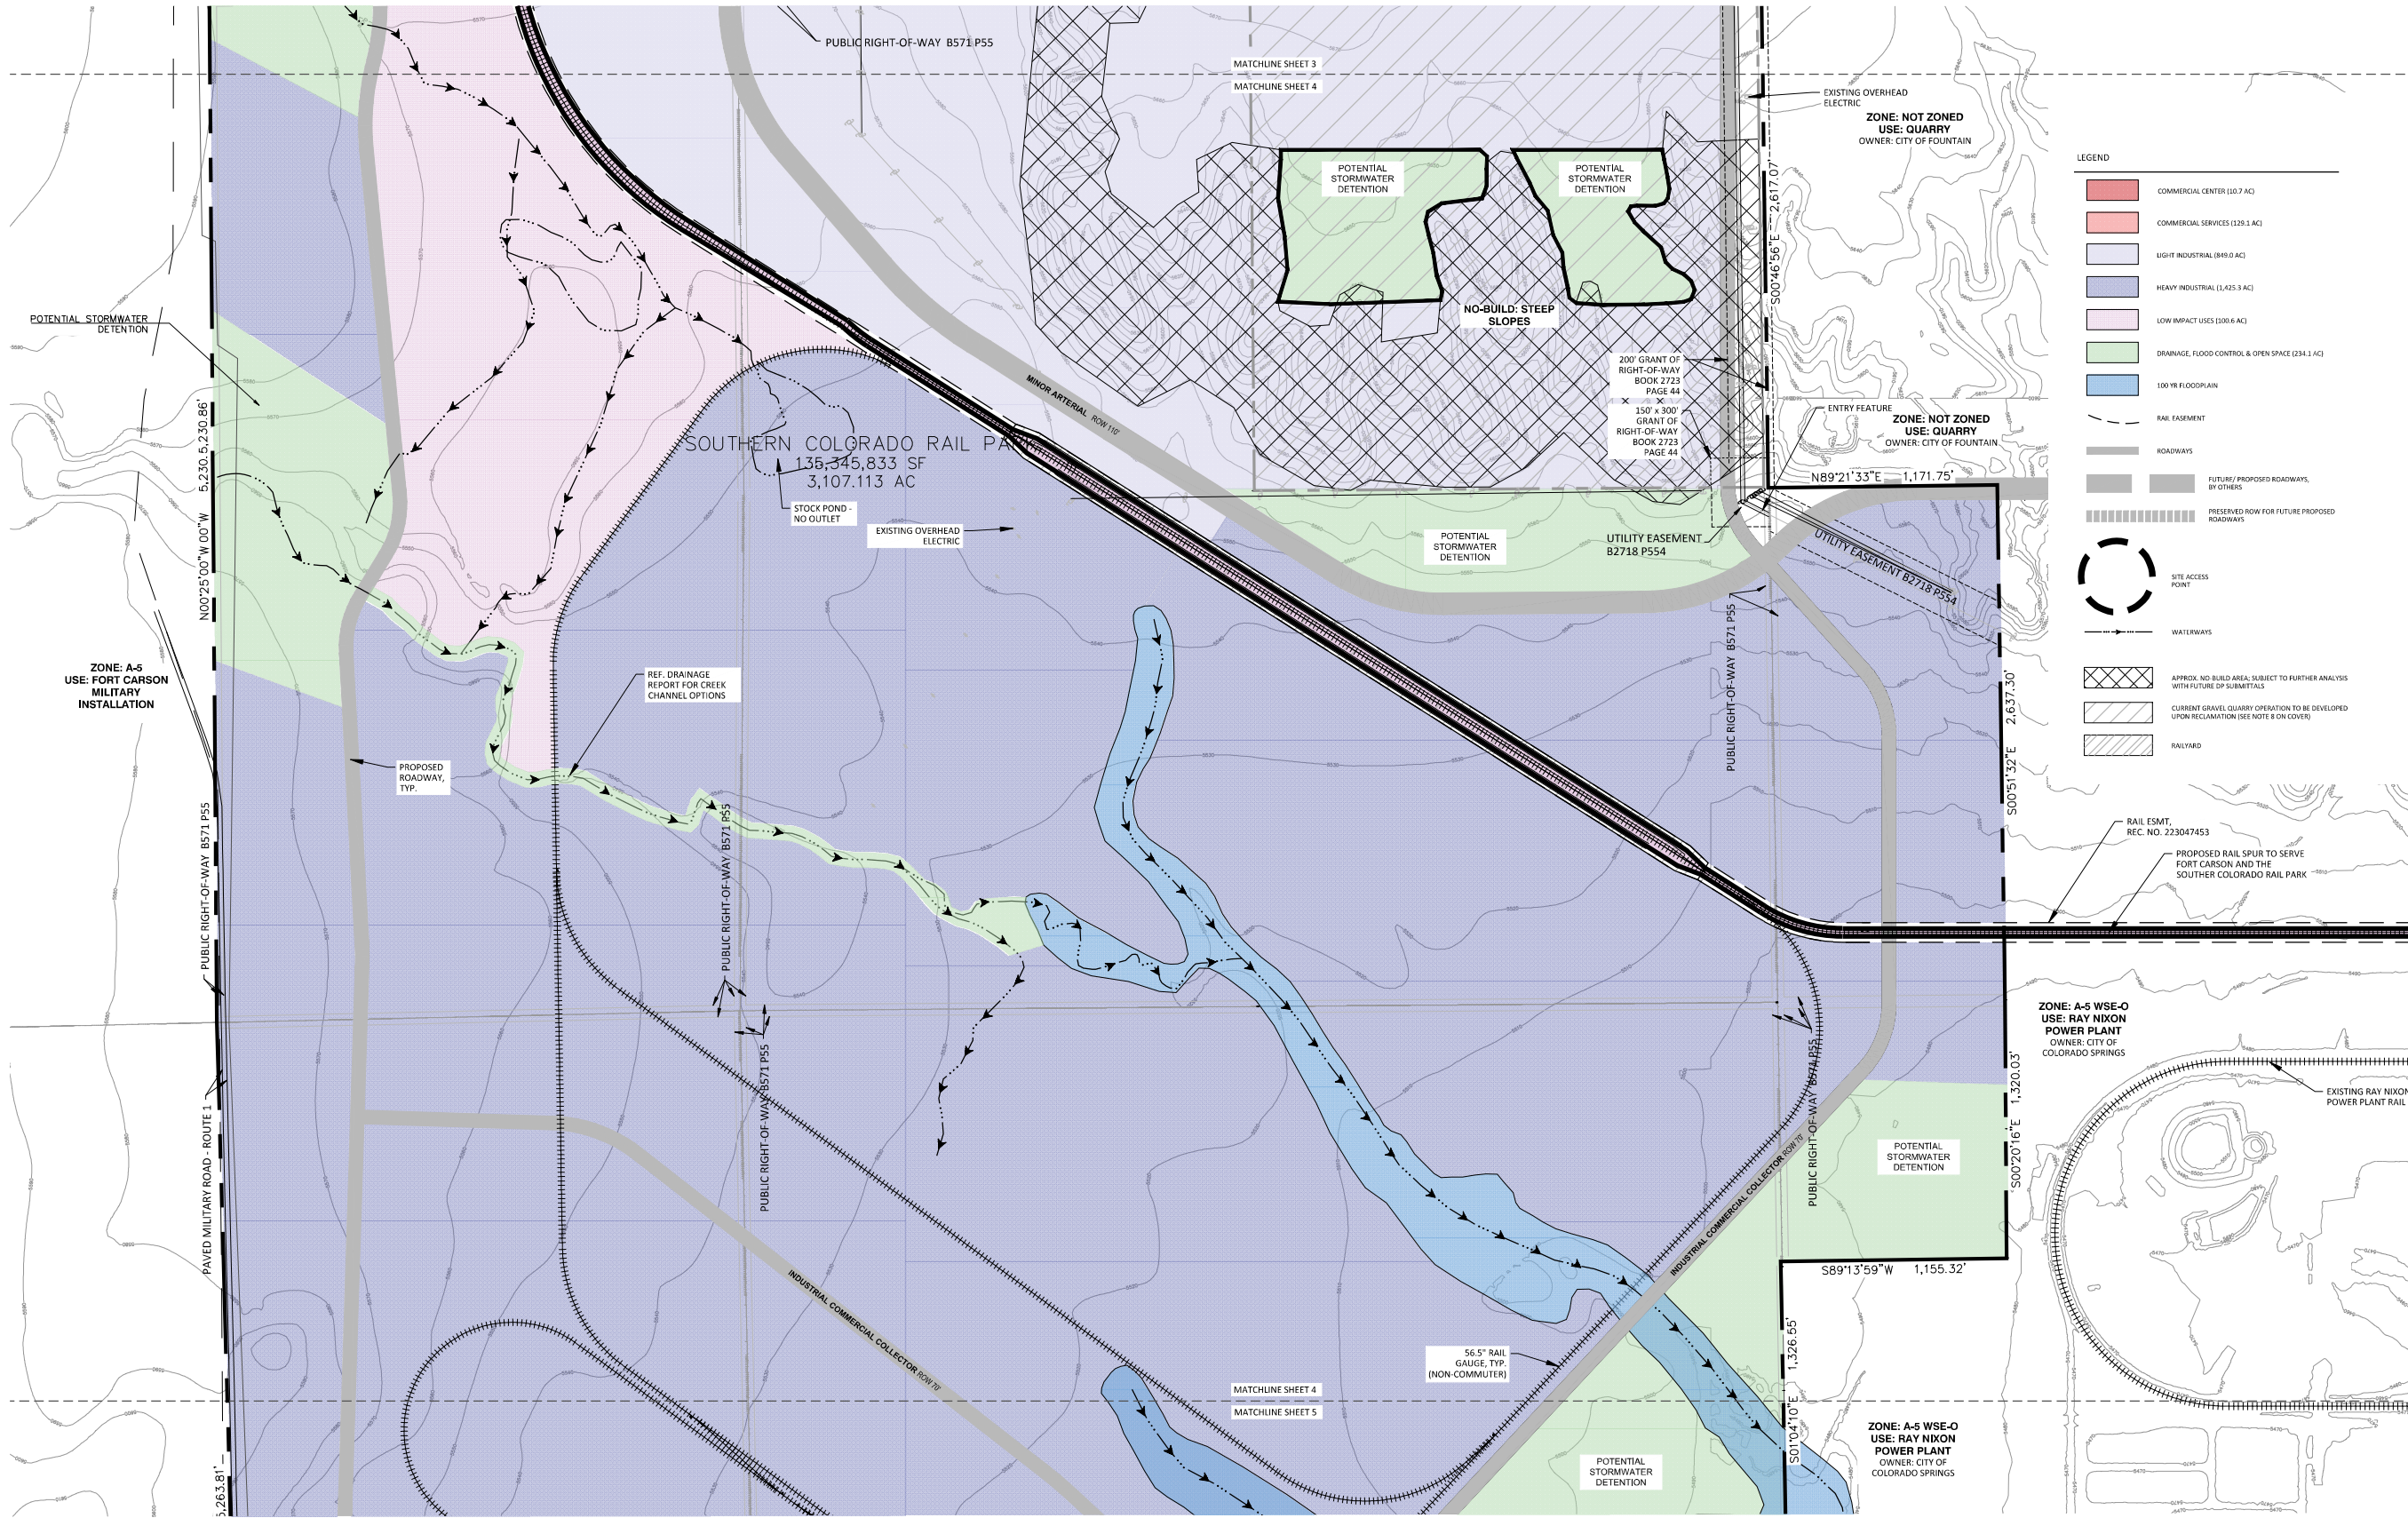 PUBLIC RIGHT-OF-WAY B571 P55
MATCHLINE SHEET 3
MATCHLINE SHEET 4
EXISTING OVERHEAD
ELECTRIC
ZONE: NOT ZONED
USE: QUARRY
OWNER: CITY OF FOUNTAIN
POTENTIAL
STORMWATER
DETENTION
POTENTIAL
STORMWATER
DETENTION
S00°46'56"E 2,617.07'
NO-BUILD: STEEP
SLOPES
POTENTIAL STORMWATER
DETENTION
200' GRANT OF
RIGHT-OF-WAY
BOOK 2723
PAGE 44
150' x 300'
GRANT OF
RIGHT-OF-WAY
BOOK 2723
PAGE 44
ENTRY FEATURE
ZONE: NOT ZONED
USE: QUARRY
OWNER: CITY OF FOUNTAIN
N89°21'33"E 1,171.75'
MINOR ARTERIAL ROW 110'
SOUTHERN COLORADO RAIL PA
135,345,833 SF
3,107.113 AC
STOCK POND -
NO OUTLET
EXISTING OVERHEAD
ELECTRIC
POTENTIAL
STORMWATER
DETENTION
UTILITY EASEMENT
B2718 P554
UTILITY EASEMENT B2718 P554
N00°25'00"W 00"W 5,230.5,230.86'
ZONE: A-5
USE: FORT CARSON
MILITARY
INSTALLATION
REF. DRAINAGE
REPORT FOR CREEK
CHANNEL OPTIONS
PROPOSED
ROADWAY,
TYP.
PUBLIC RIGHT-OF-WAY B571 P55
PUBLIC RIGHT-OF-WAY B571 P55
PUBLIC RIGHT-OF-WAY B571 P55
PUBLIC RIGHT-OF-WAY B571 P55
PUBLIC RIGHT-OF-WAY B571 P55
PAVED MILITARY ROAD - ROUTE 1
S00°51'32"E 2,637.30'
RAIL ESMT,
REC. NO. 223047453
PROPOSED RAIL SPUR TO SERVE
FORT CARSON AND THE
SOUTHER COLORADO RAIL PARK
ZONE: A-5 WSE-O
USE: RAY NIXON
POWER PLANT
OWNER: CITY OF
COLORADO SPRINGS
EXISTING RAY NIXON
POWER PLANT RAIL
S00°20'16"E 1,320.03'
POTENTIAL
STORMWATER
DETENTION
S89°13'59"W 1,155.32'
INDUSTRIAL COMMERCIAL COLLECTOR ROW 70'
INDUSTRIAL COMMERCIAL COLLECTOR ROW 70'
56.5" RAIL
GAUGE, TYP.
(NON-COMMUTER)
S01°04'10"E 1,326.55'
MATCHLINE SHEET 4
MATCHLINE SHEET 5
POTENTIAL
STORMWATER
DETENTION
ZONE: A-5 WSE-O
USE: RAY NIXON
POWER PLANT
OWNER: CITY OF
COLORADO SPRINGS
5,263.81'
LEGEND
COMMERCIAL CENTER (10.7 AC)
COMMERCIAL SERVICES (129.1 AC)
LIGHT INDUSTRIAL (849.0 AC)
HEAVY INDUSTRIAL (1,425.3 AC)
LOW IMPACT USES (100.6 AC)
DRAINAGE, FLOOD CONTROL & OPEN SPACE (234.1 AC)
100 YR FLOODPLAIN
RAIL EASEMENT
ROADWAYS
FUTURE/ PROPOSED ROADWAYS,
BY OTHERS
PRESERVED ROW FOR FUTURE PROPOSED
ROADWAYS
SITE ACCESS
POINT
WATERWAYS
APPROX. NO BUILD AREA; SUBJECT TO FURTHER ANALYSIS
WITH FUTURE DP SUBMITTALS
CURRENT GRAVEL QUARRY OPERATION TO BE DEVELOPED
UPON RECLAMATION (SEE NOTE 8 ON COVER)
RAILYARD